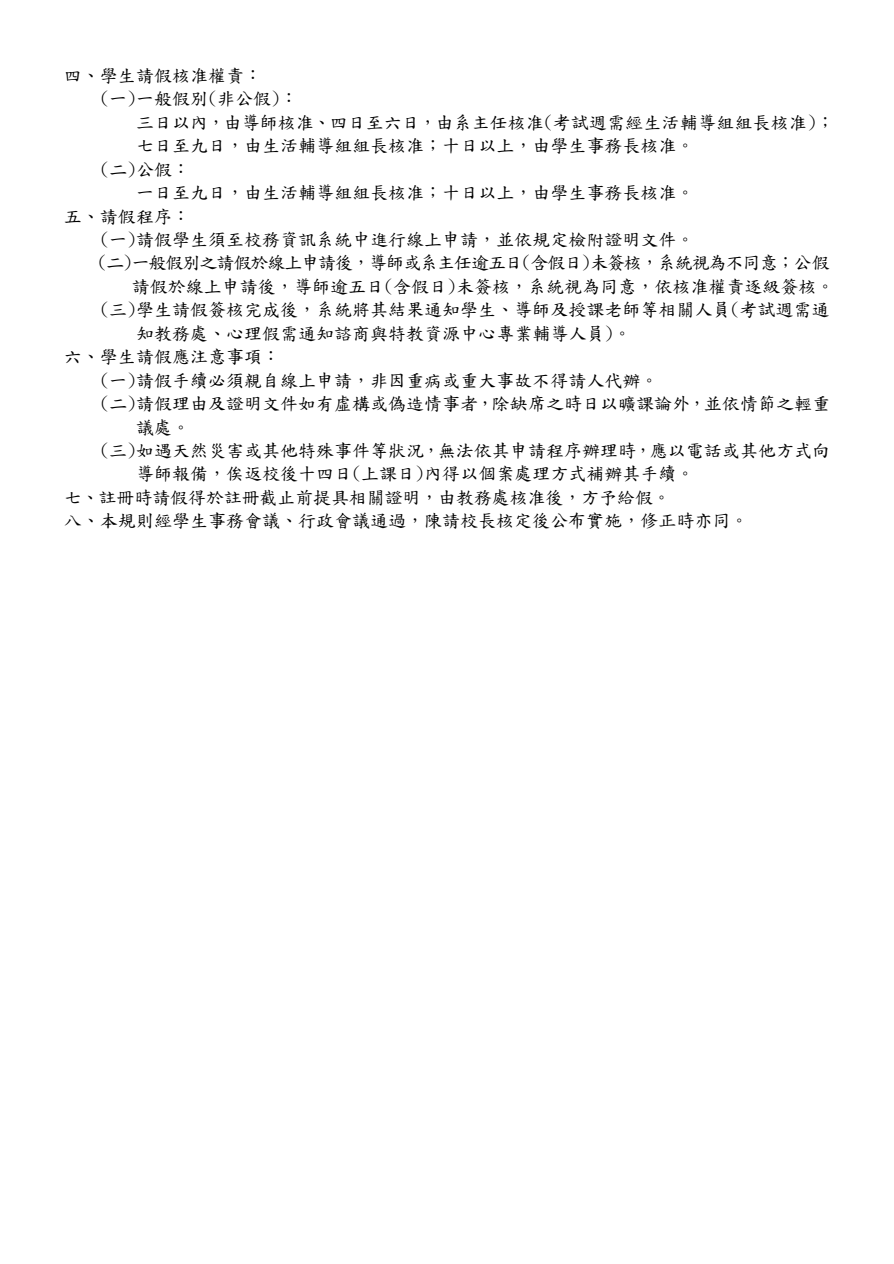 四、學生請假核准權責：
(一)一般假別(非公假)：
三日以內，由導師核准、四日至六日，由系主任核准(考試週需經生活輔導組組長核准)；
七日至九日，由生活輔導組組長核准；十日以上，由學生事務長核准。
(二)公假：
一日至九日，由生活輔導組組長核准；十日以上，由學生事務長核准。
五、請假程序：
(一)請假學生須至校務資訊系統中進行線上申請，並依規定檢附證明文件。
(二)一般假別之請假於線上申請後，導師或系主任逾五日(含假日)未簽核，系統視為不同意；公假
請假於線上申請後，導師逾五日(含假日)未簽核，系統視為同意，依核准權責逐級簽核。
(三)學生請假簽核完成後，系統將其結果通知學生、導師及授課老師等相關人員(考試週需通
知教務處、心理假需通知諮商與特教資源中心專業輔導人員)。
六、學生請假應注意事項：
(一)請假手續必須親自線上申請，非因重病或重大事故不得請人代辦。
(二)請假理由及證明文件如有虛構或偽造情事者，除缺席之時日以曠課論外，並依情節之輕重
議處。
(三)如遇天然災害或其他特殊事件等狀況，無法依其申請程序辦理時，應以電話或其他方式向
導師報備，俟返校後十四日(上課日)內得以個案處理方式補辦其手續。
七、註冊時請假得於註冊截止前提具相關證明，由教務處核准後，方予給假。
八、本規則經學生事務會議、行政會議通過，陳請校長核定後公布實施，修正時亦同。